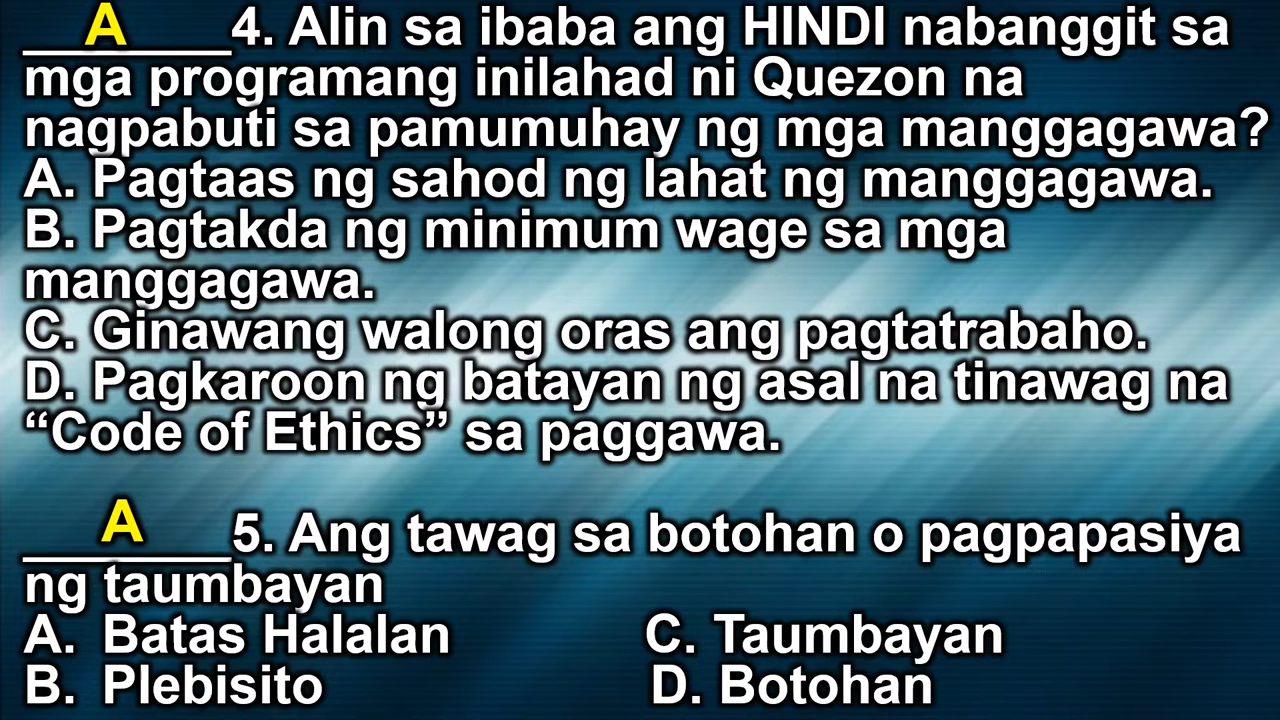 ___A___4. Alin sa ibaba ang HINDI nabanggit sa
mga programang inilahad ni Quezon na
nagpabuti sa pamumuhay ng mga manggagawa?
A. Pagtaas ng sahod ng lahat ng manggagawa.
B. Pagtakda ng minimum wage sa mga
manggagawa.
C. Ginawang walong oras ang pagtatrabaho.
D. Pagkaroon ng batayan ng asal na tinawag na
“Code of Ethics” sa paggawa.
___A___5. Ang tawag sa botohan o pagpapasiya
ng taumbayan
A. Batas Halalan C. Taumbayan
B. Plebisito D. Botohan